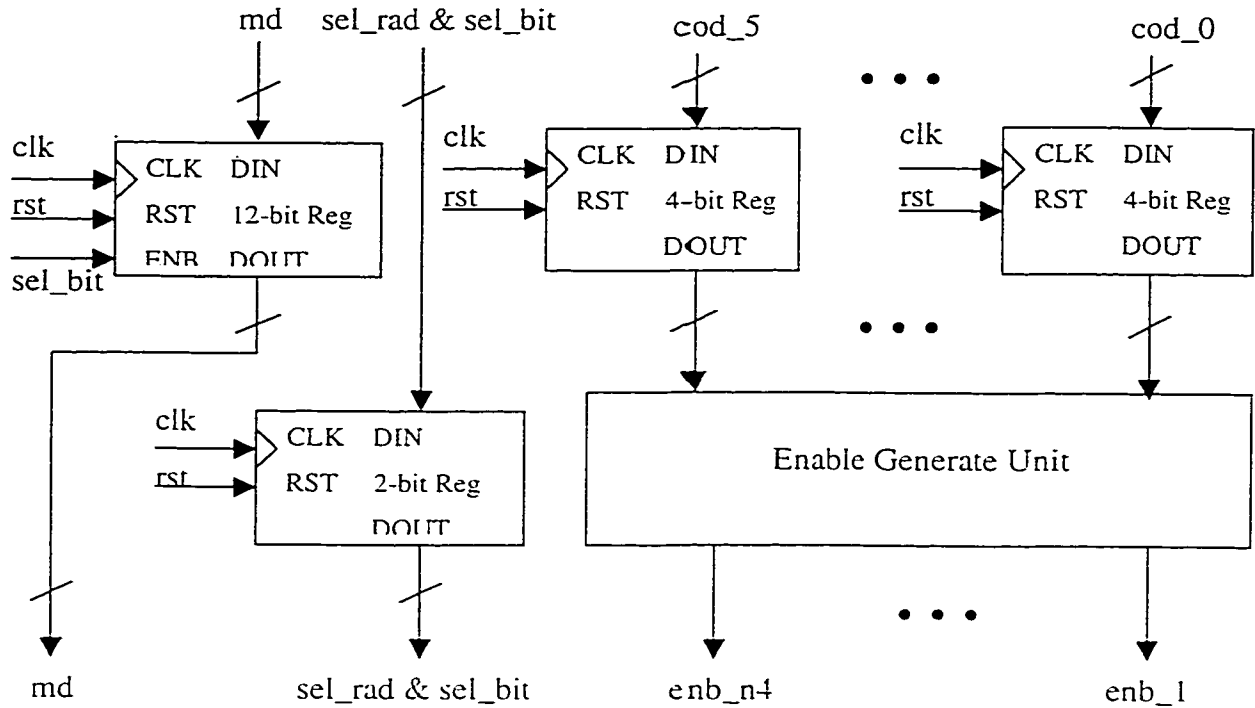 md sel_rad & sel_bit cod_5 cod_0
clk
CLK DIN
rst
RST 12-bit Reg
ENB DOUT
sel_bit
clk
CLK DIN
rst
RST 4-bit Reg
DOUT
clk
CLK DIN
rst
RST 4-bit Reg
DOUT
clk
CLK DIN
rst
RST 2-bit Reg
DOUT
Enable Generate Unit
md sel_rad & sel_bit enb_n4 enb_1